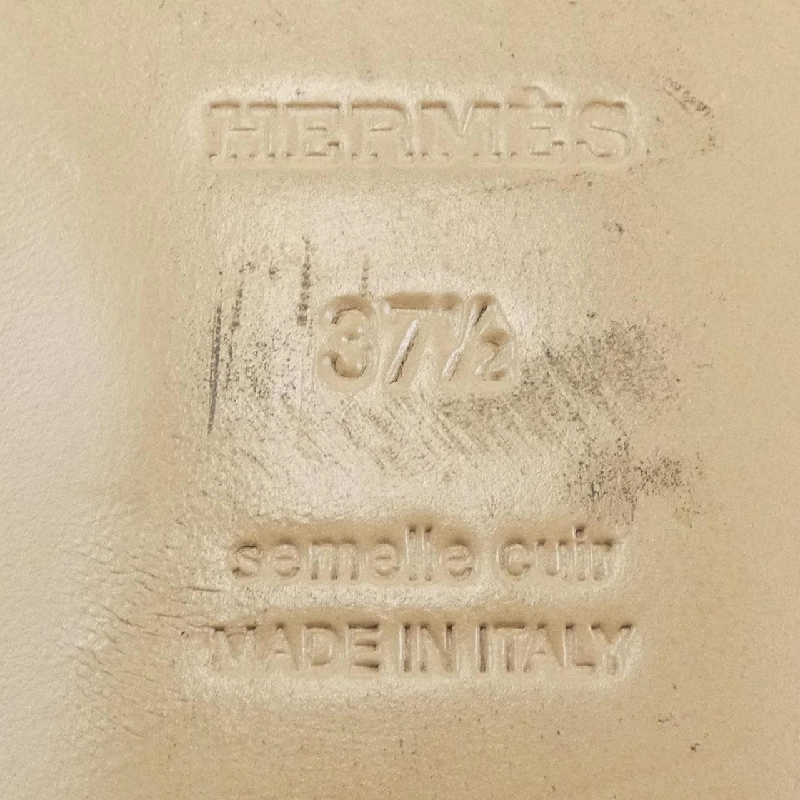 HERMÈS
37½
semelle cuir
MADE IN ITALY